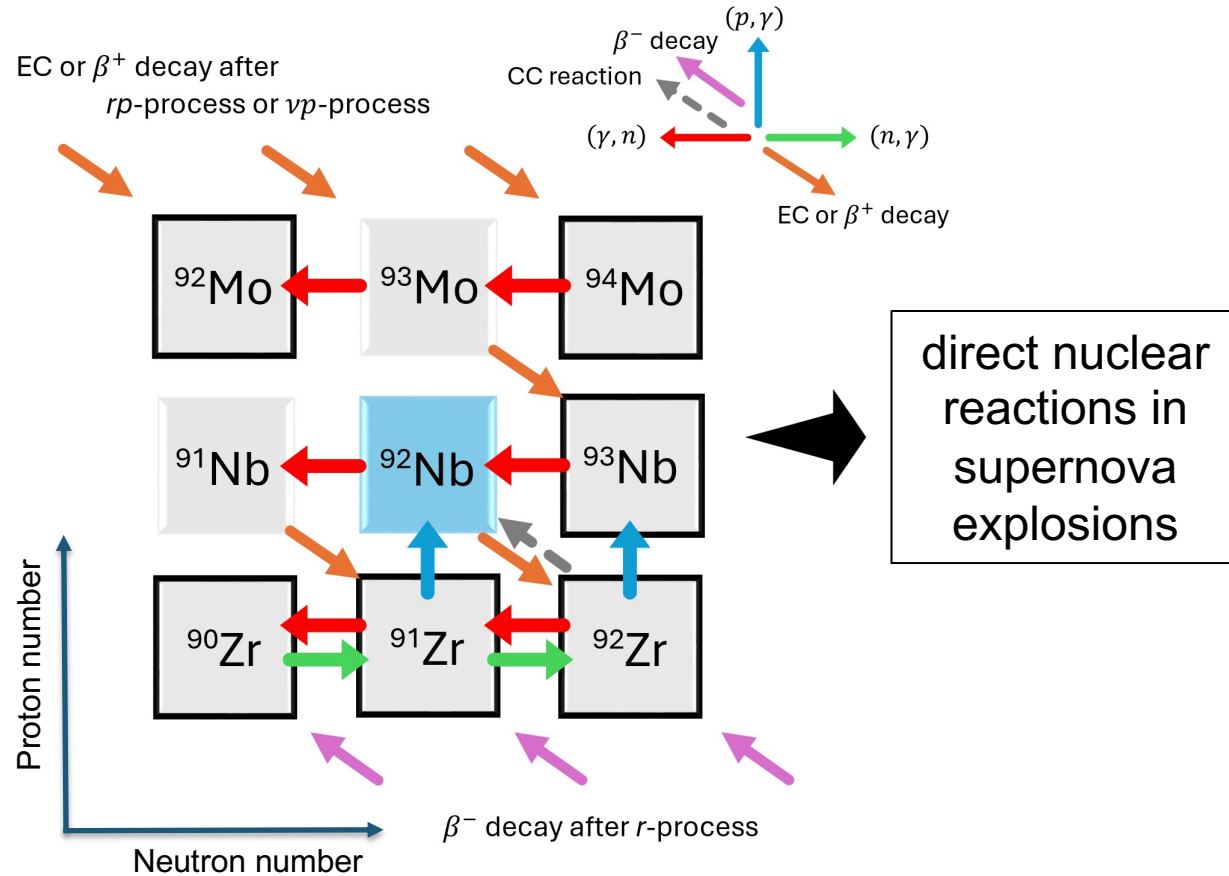 EC or β⁺ decay after
rp-process or νp-process
(p, γ)
β⁻ decay
CC reaction
(γ, n)
(n, γ)
EC or β⁺ decay
⁹²Mo
⁹³Mo
⁹⁴Mo
⁹¹Nb
⁹²Nb
⁹³Nb
⁹⁰Zr
⁹¹Zr
⁹²Zr
direct nuclear
reactions in
supernova
explosions
Proton number
Neutron number
β⁻ decay after r-process